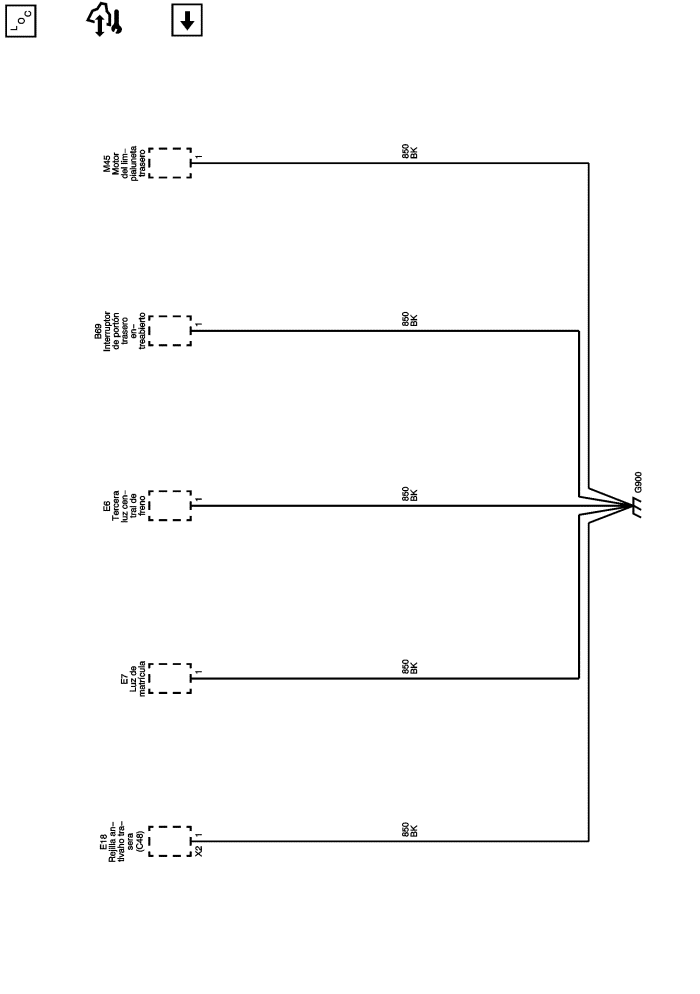 LOC
E18
Rejilla an–
tivaho tra–
sera
(C48)
X2
1
850
BK
E7
Luz de
matrícula
1
850
BK
E6
Tercera
luz cen–
tral de
freno
1
850
BK
B69
Interruptor
de portón
trasero
en–
treabierto
1
850
BK
M45
Motor
del lim–
pialuneta
trasero
1
850
BK
G900